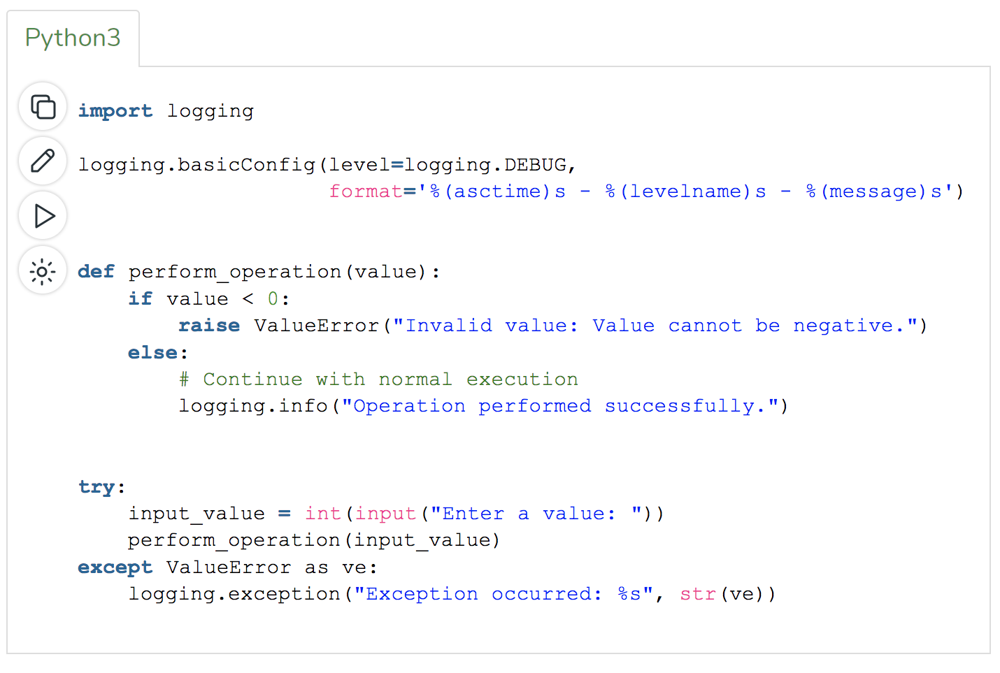 Python3
import logging
logging.basicConfig(level=logging.DEBUG,
                    format='%(asctime)s - %(levelname)s - %(message)s')
def perform_operation(value):
    if value < 0:
        raise ValueError("Invalid value: Value cannot be negative.")
    else:
        # Continue with normal execution
        logging.info("Operation performed successfully.")
try:
    input_value = int(input("Enter a value: "))
    perform_operation(input_value)
except ValueError as ve:
    logging.exception("Exception occurred: %s", str(ve))